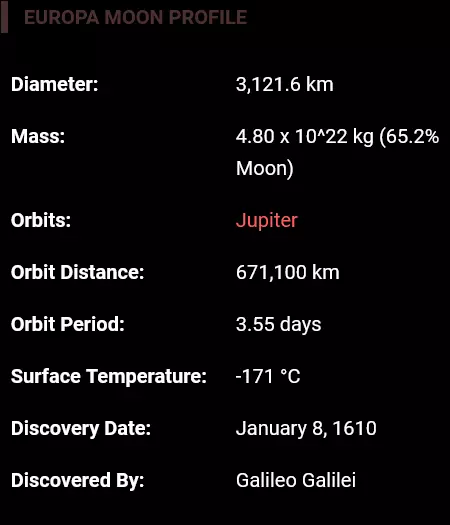 EUROPA MOON PROFILE
Diameter: 3,121.6 km
Mass: 4.80 x 10^22 kg (65.2%
Moon)
Orbits: Jupiter
Orbit Distance: 671,100 km
Orbit Period: 3.55 days
Surface Temperature: -171 °C
Discovery Date: January 8, 1610
Discovered By: Galileo Galilei